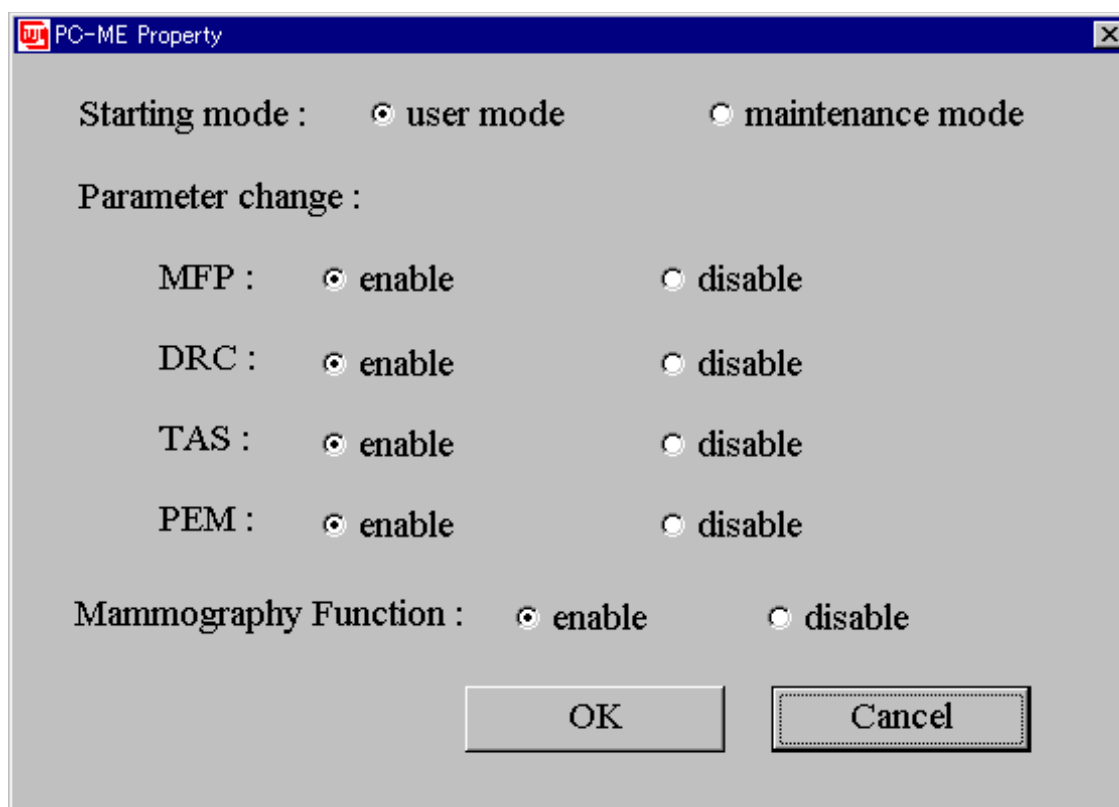 PC-ME Property
Starting mode : user mode maintenance mode
Parameter change :
MFP : enable disable
DRC : enable disable
TAS : enable disable
PEM : enable disable
Mammography Function : enable disable
OK Cancel